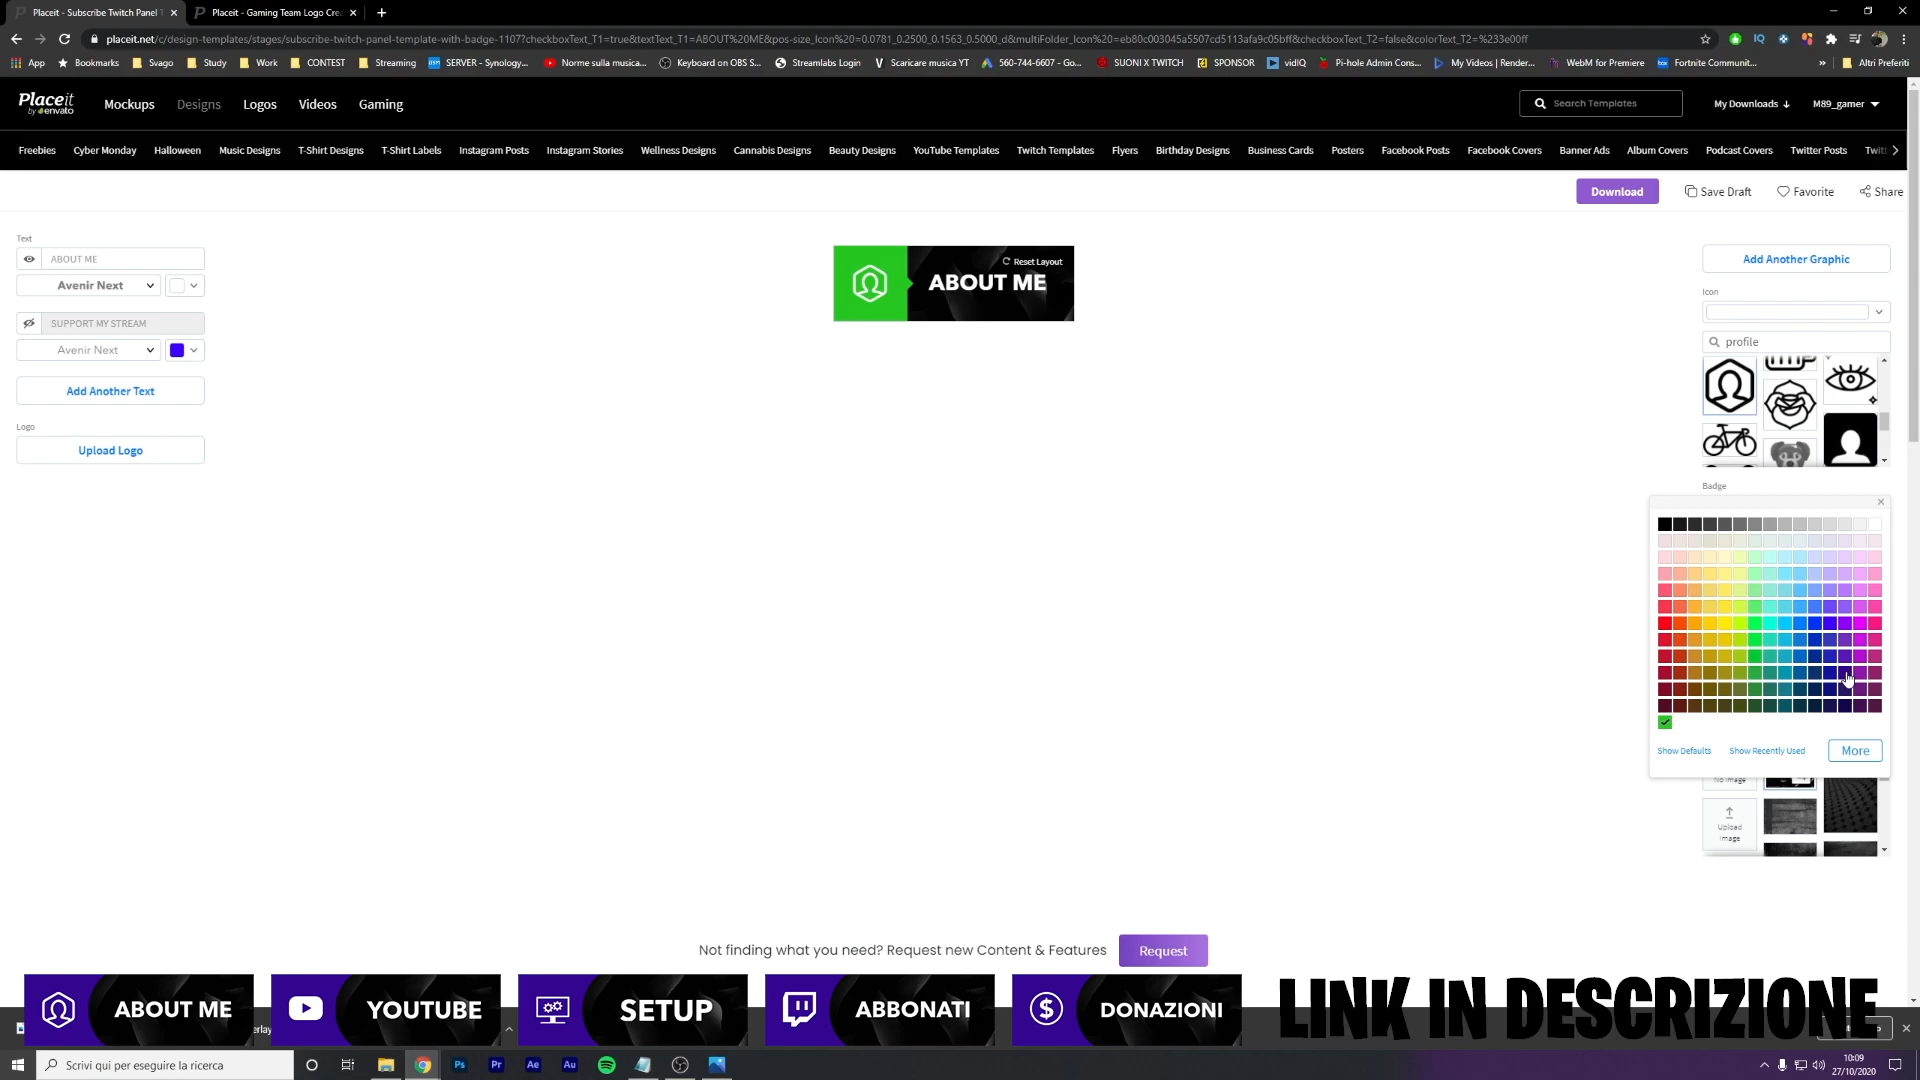 Placeit - Subscribe Twitch Panel T
Placeit - Gaming Team Logo Crea
placeit.net/c/design-templates/stages/subscribe-twitch-panel-template-with-badge-1107?checkboxText_T1=true&textText_T1=ABOUT%20ME&pos-size_Icon%20=0.0781_0.2500_0.1563_0.5000_d&multiFolder_Icon%20=eb80c003045a5507cd5113afa9c05bff&checkboxText_T2=false&colorText_T2=%233e00ff
App Bookmarks Svago Study Work CONTEST Streaming SERVER - Synology... Norme sulla musica... Keyboard on OBS S... Streamlabs Login Scaricare musica YT 560-744-6607 - Go... SUONI X TWITCH SPONSOR vidIQ Pi-hole Admin Cons... My Videos | Render... WebM for Premiere Fortnite Communit... » Altri Preferiti
Placeit
by envato
Mockups Designs Logos Videos Gaming
Search Templates
My Downloads
M89_gamer
Freebies Cyber Monday Halloween Music Designs T-Shirt Designs T-Shirt Labels Instagram Posts Instagram Stories Wellness Designs Cannabis Designs Beauty Designs YouTube Templates Twitch Templates Flyers Birthday Designs Business Cards Posters Facebook Posts Facebook Covers Banner Ads Album Covers Podcast Covers Twitter Posts Twitt
Download Save Draft Favorite Share
Text
ABOUT ME
Avenir Next
SUPPORT MY STREAM
Avenir Next
Add Another Text
Logo
Upload Logo
Reset Layout
ABOUT ME
Add Another Graphic
Icon
profile
Badge
Show Defaults Show Recently Used More
No Image
Upload
Image
Not finding what you need? Request new Content & Features Request
ABOUT ME
YOUTUBE
SETUP
ABBONATI
DONAZIONI
LINK IN DESCRIZIONE
erlay
Scrivi qui per eseguire la ricerca
Ps Pr Ae Au
10:09
27/10/2020